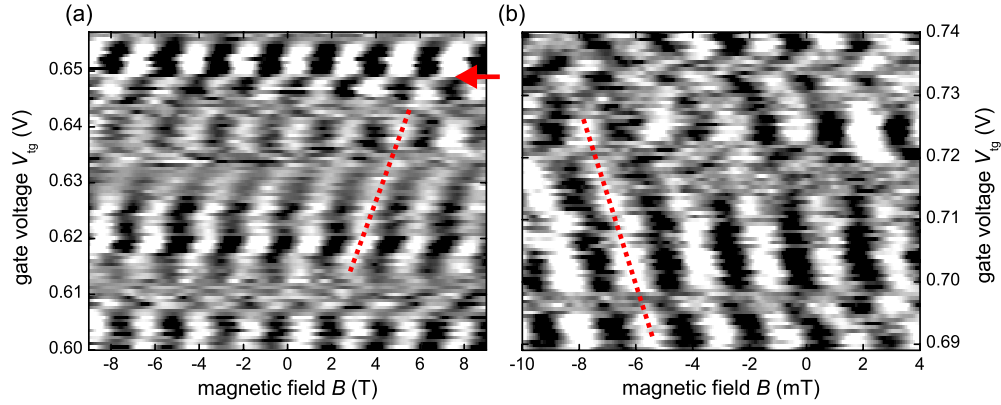 (a)
gate voltage Vtg (V)
0.65
0.64
0.63
0.62
0.61
0.60
-8 -6 -4 -2 0 2 4 6 8
magnetic field B (T)
(b)
0.74
0.73
0.72
0.71
0.70
0.69
gate voltage Vtg (V)
-10 -8 -6 -4 -2 0 2 4
magnetic field B (mT)